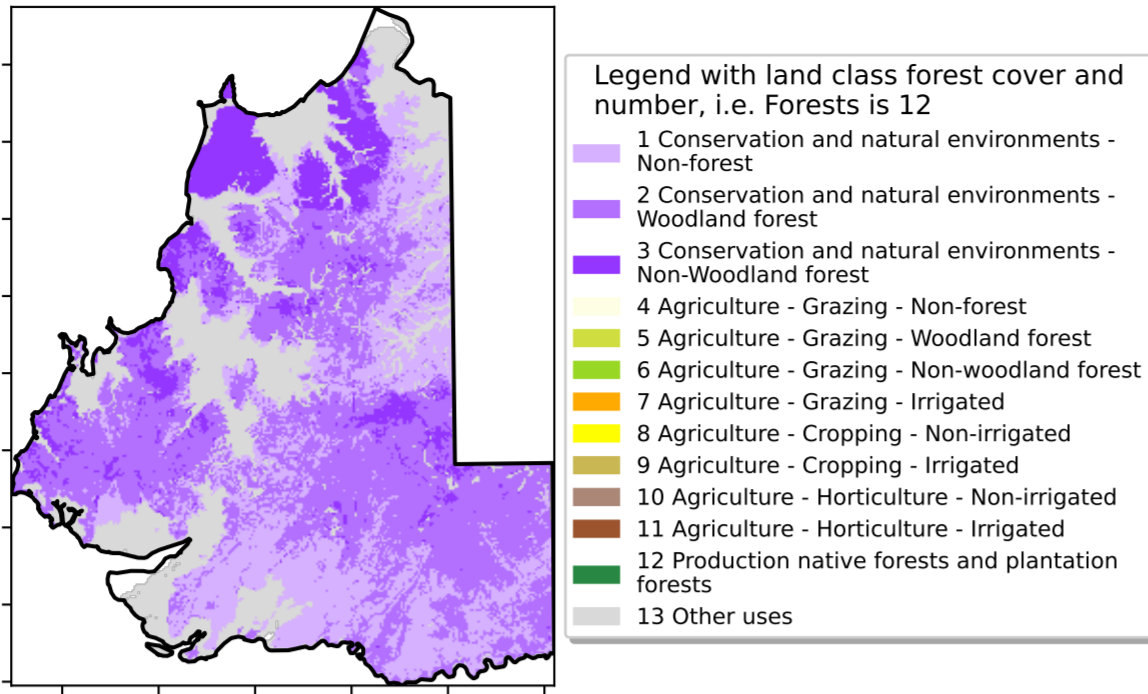 Legend with land class forest cover and
number, i.e. Forests is 12
1 Conservation and natural environments -
Non-forest
2 Conservation and natural environments -
Woodland forest
3 Conservation and natural environments -
Non-Woodland forest
4 Agriculture - Grazing - Non-forest
5 Agriculture - Grazing - Woodland forest
6 Agriculture - Grazing - Non-woodland forest
7 Agriculture - Grazing - Irrigated
8 Agriculture - Cropping - Non-irrigated
9 Agriculture - Cropping - Irrigated
10 Agriculture - Horticulture - Non-irrigated
11 Agriculture - Horticulture - Irrigated
12 Production native forests and plantation
forests
13 Other uses